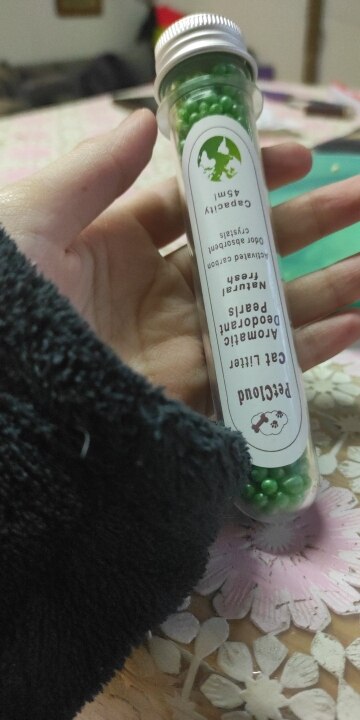 PetCloud
Cat Litter
Aromatic
Deodorant
Pearls
Natural
fresh
Activated carbon
Odor absorbent
crystals
Capacity
45ml